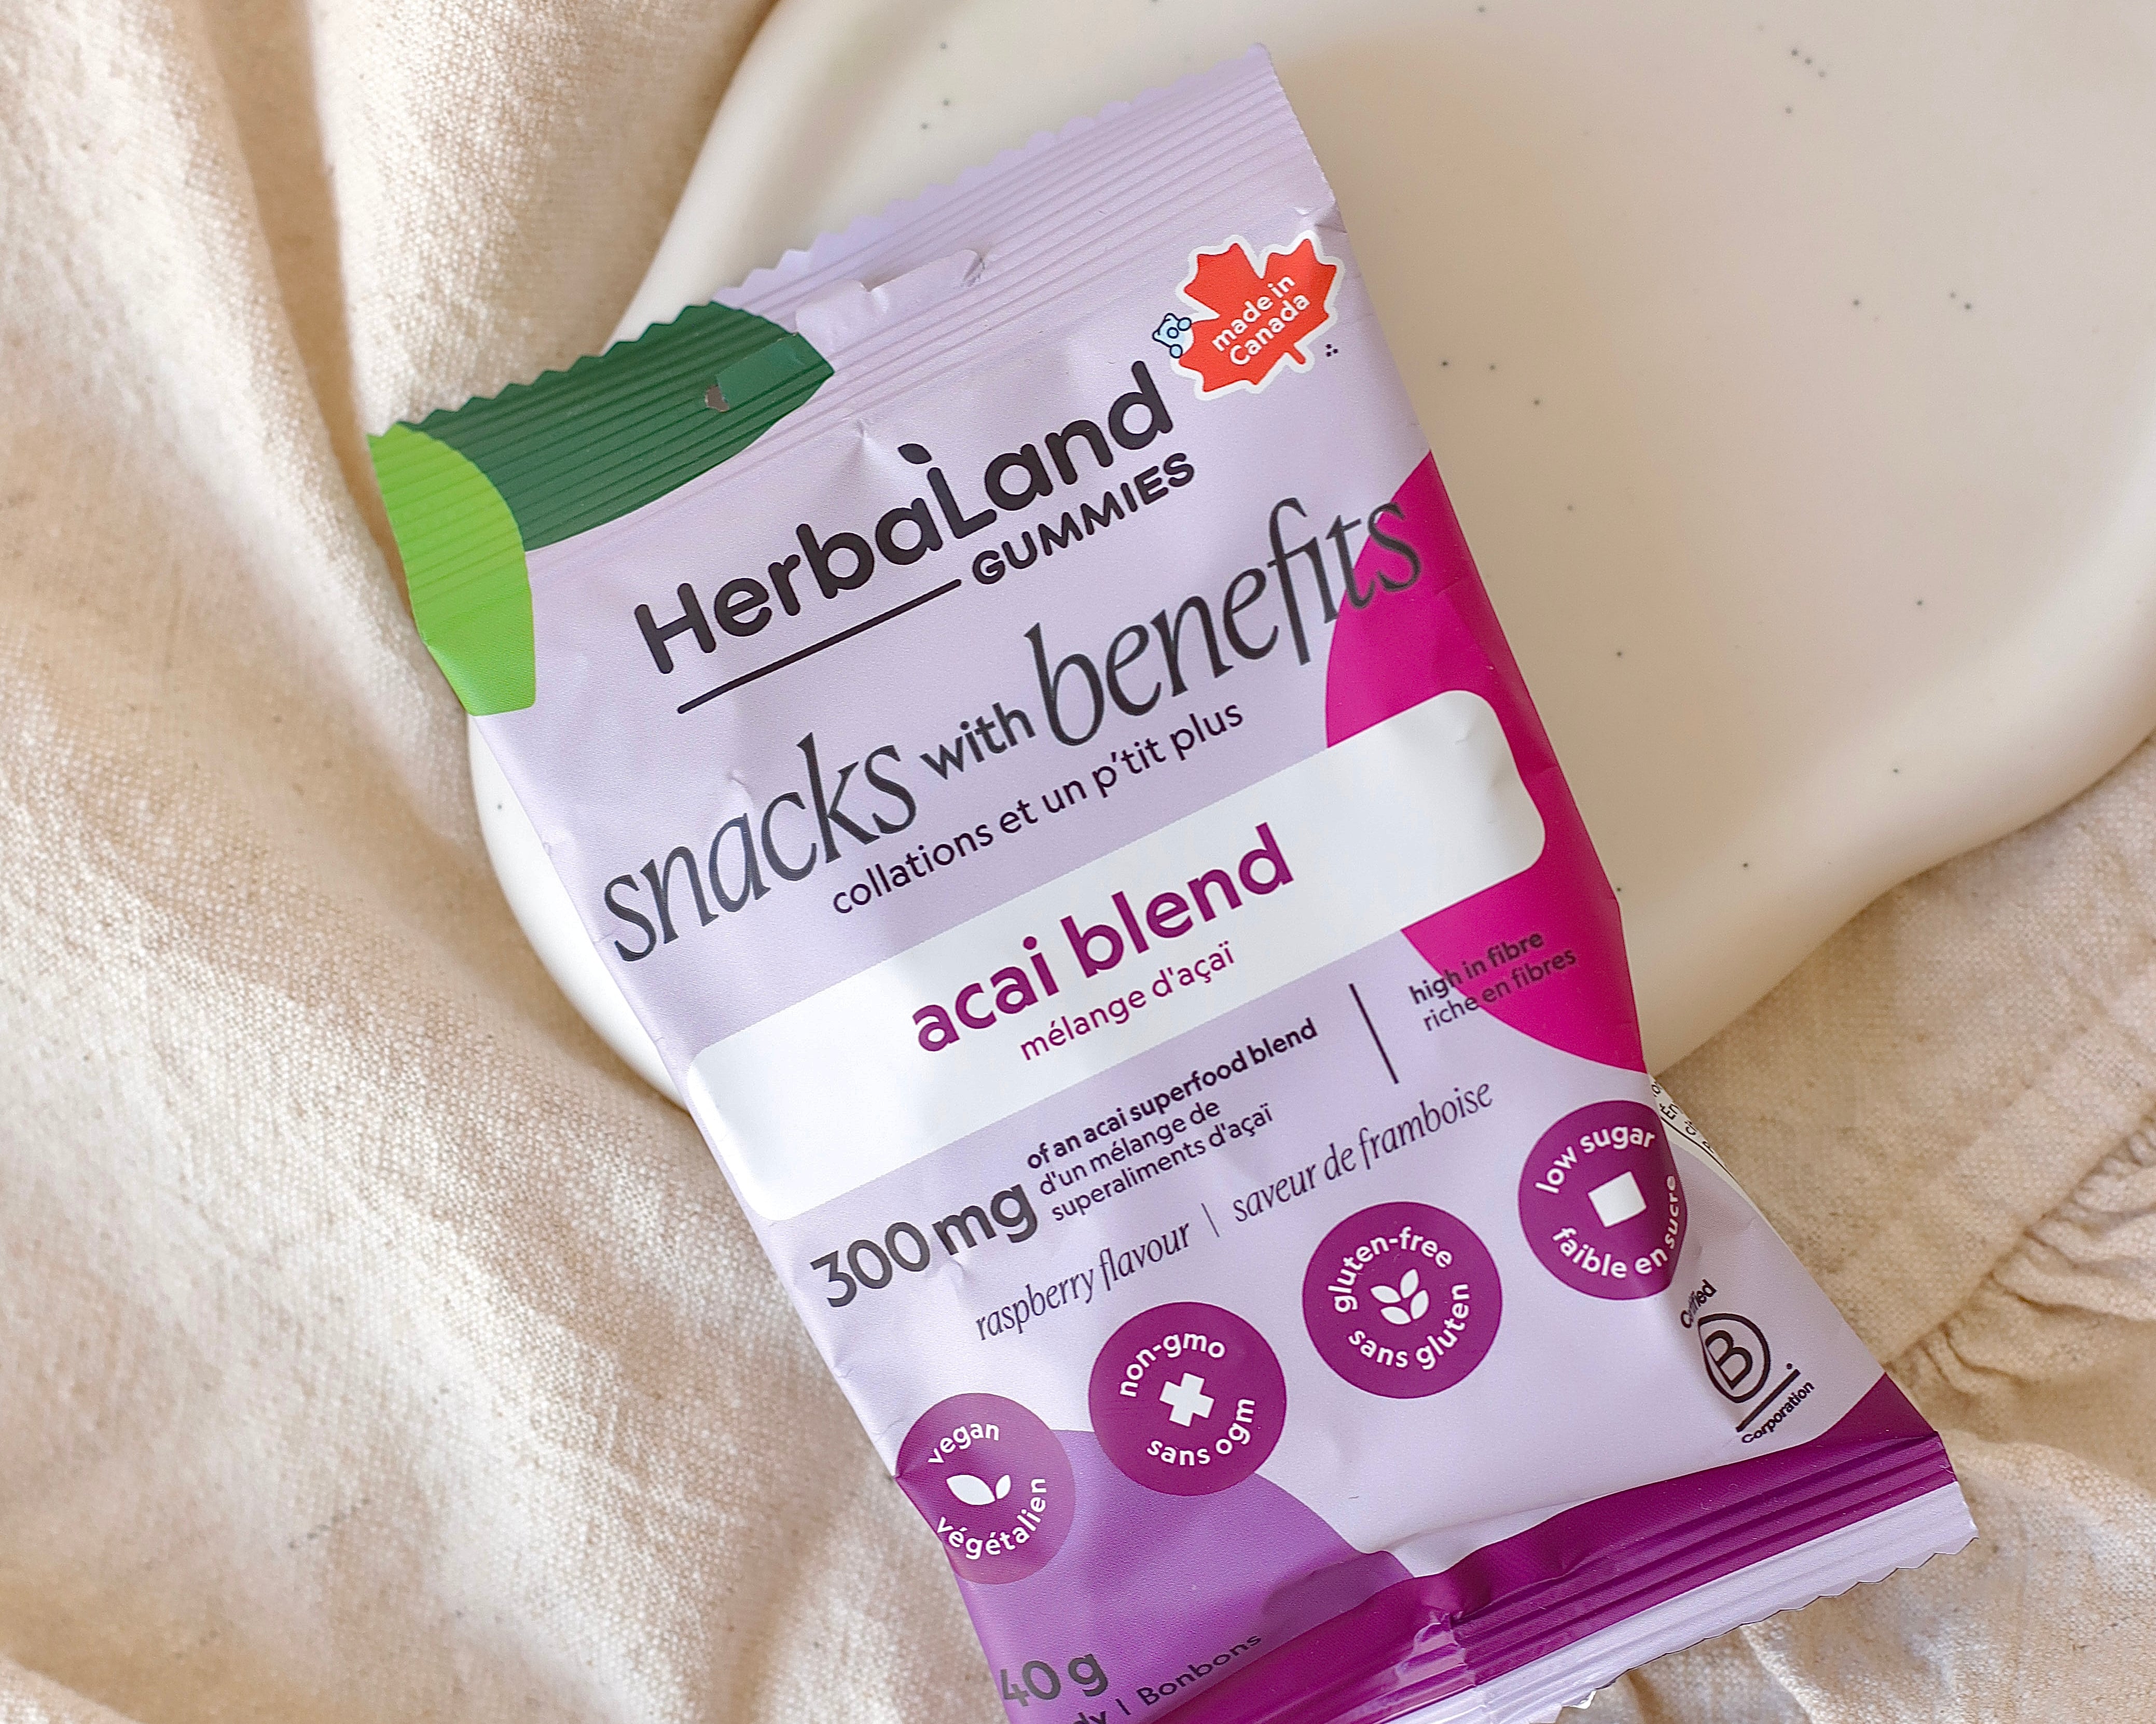 made in
Canada
HerbaLand
GUMMIES
snacks with benefits
collations et un p'tit plus
acai blend
mélange d'açaï
300 mg
of an acai superfood blend
d'un mélange de
superaliments d'açaï
high in fibre
riche en fibres
raspberry flavour | saveur de framboise
vegan
végétalien
non-gmo
sans ogm
gluten-free
sans gluten
low sugar
faible en sucre
Certified
B
Corporation
40 g
| Bonbons